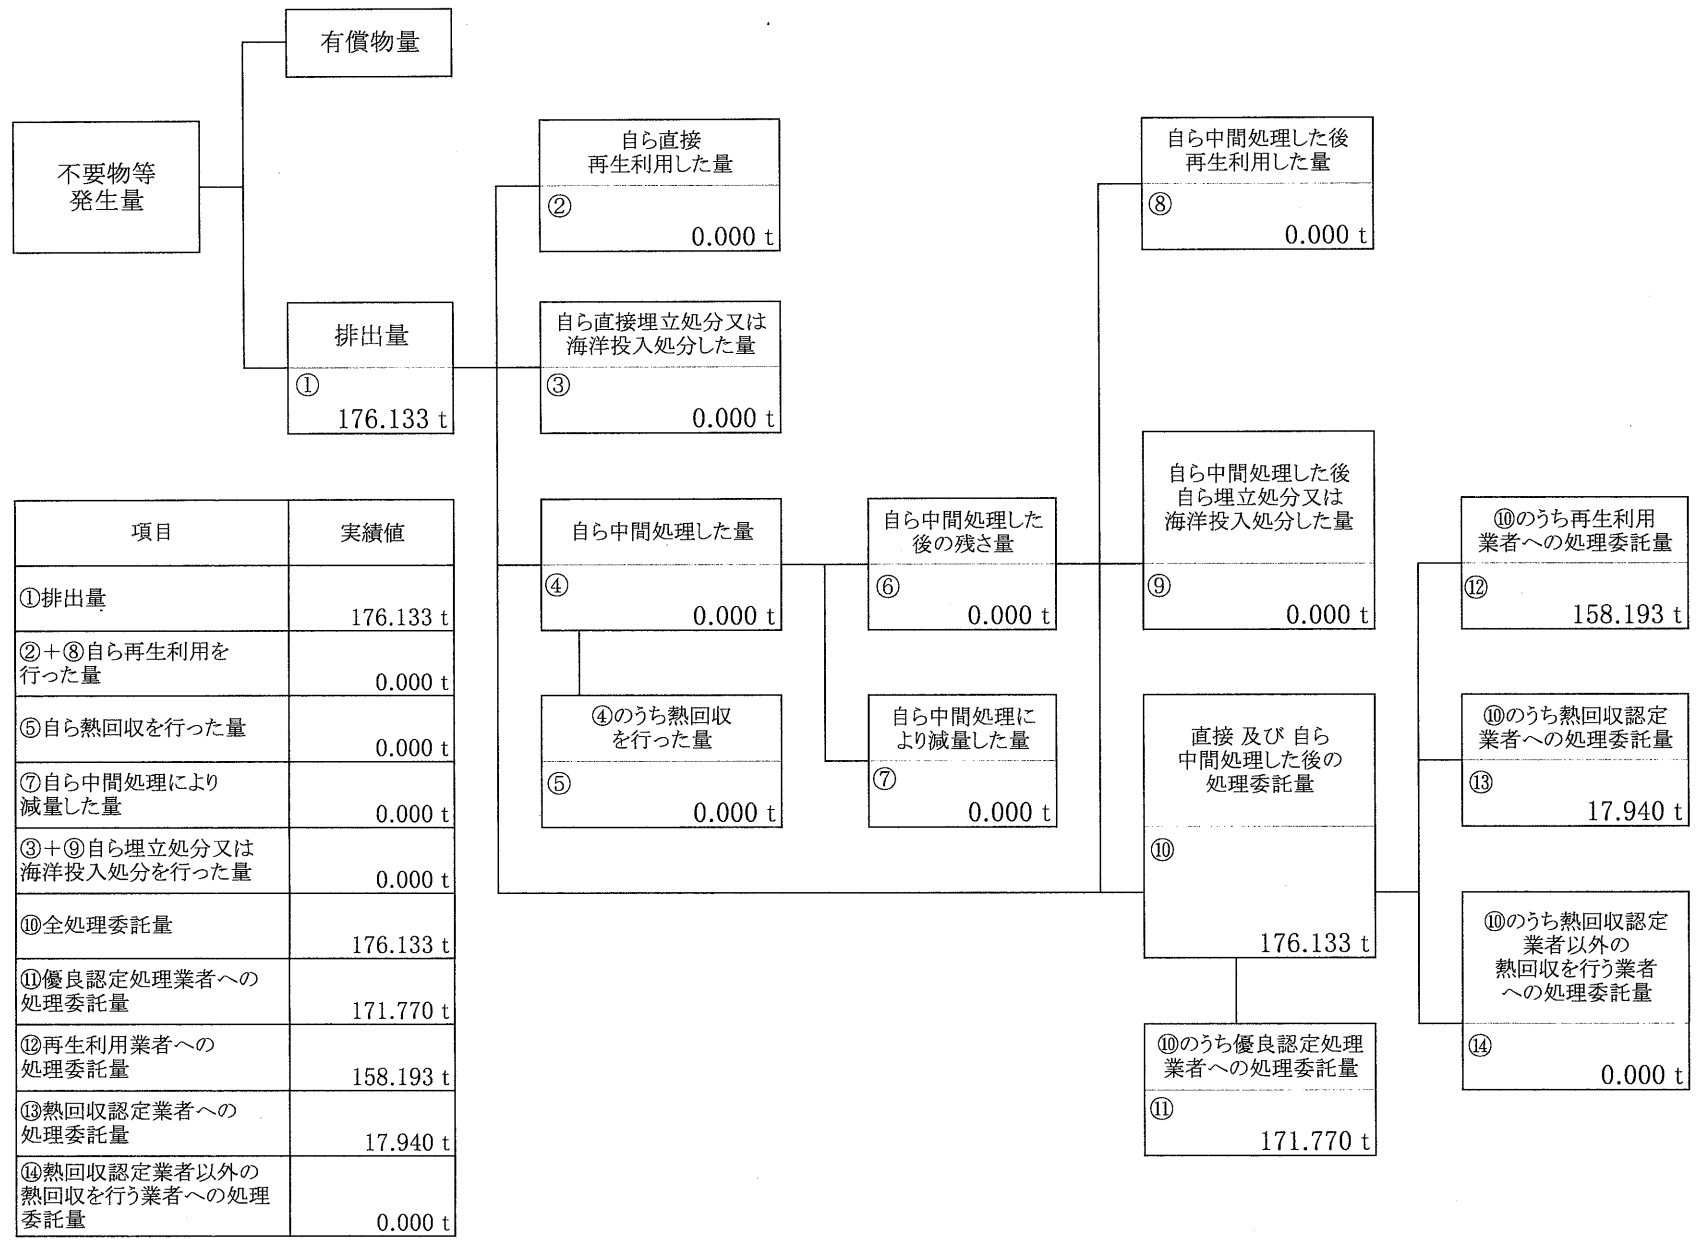 有償物量
不要物等
発生量
排出量
①
176.133 t
自ら直接
再生利用した量
②
0.000 t
自ら直接埋立処分又は
海洋投入処分した量
③
0.000 t
自ら中間処理した量
④
0.000 t
④のうち熱回収
を行った量
⑤
0.000 t
自ら中間処理した
後の残さ量
⑥
0.000 t
自ら中間処理に
より減量した量
⑦
0.000 t
自ら中間処理した後
再生利用した量
⑧
0.000 t
自ら中間処理した後
自ら埋立処分又は
海洋投入処分した量
⑨
0.000 t
直接 及び 自ら
中間処理した後の
処理委託量
⑩
176.133 t
⑩のうち優良認定処理
業者への処理委託量
⑪
171.770 t
⑩のうち再生利用
業者への処理委託量
⑫
158.193 t
⑩のうち熱回収認定
業者への処理委託量
⑬
17.940 t
⑩のうち熱回収認定
業者以外の
熱回収を行う業者
への処理委託量
⑭
0.000 t
項目 実績値
①排出量
176.133 t
②+⑧自ら再生利用を
行った量
0.000 t
⑤自ら熱回収を行った量
0.000 t
⑦自ら中間処理により
減量した量
0.000 t
③+⑨自ら埋立処分又は
海洋投入処分を行った量
0.000 t
⑩全処理委託量
176.133 t
⑪優良認定処理業者への
処理委託量
171.770 t
⑫再生利用業者への
処理委託量
158.193 t
⑬熱回収認定業者への
処理委託量
17.940 t
⑭熱回収認定業者以外の
熱回収を行う業者への処理
委託量
0.000 t